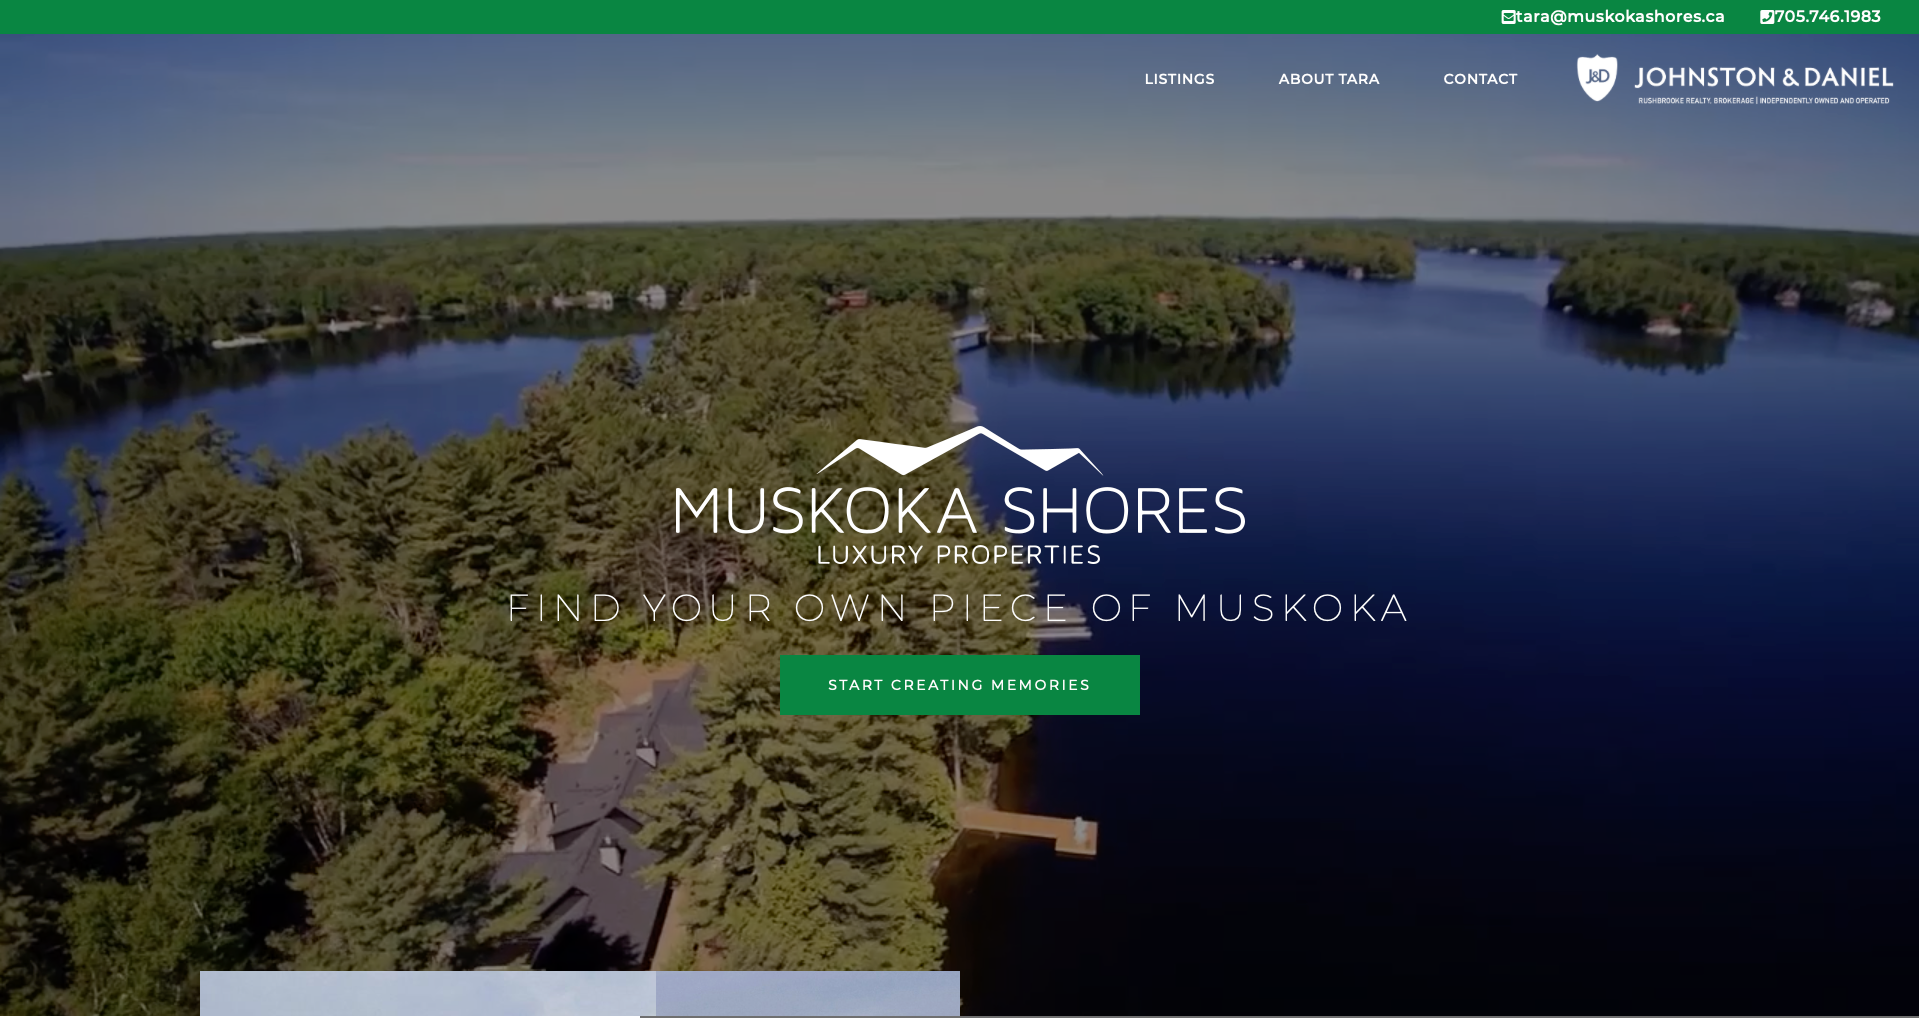 tara@muskokashores.ca 705.746.1983
LISTINGS ABOUT TARA CONTACT
J&D JOHNSTON & DANIEL
RUSHBROOKE REALTY, BROKERAGE | INDEPENDENTLY OWNED AND OPERATED
MUSKOKA SHORES
LUXURY PROPERTIES
FIND YOUR OWN PIECE OF MUSKOKA
START CREATING MEMORIES